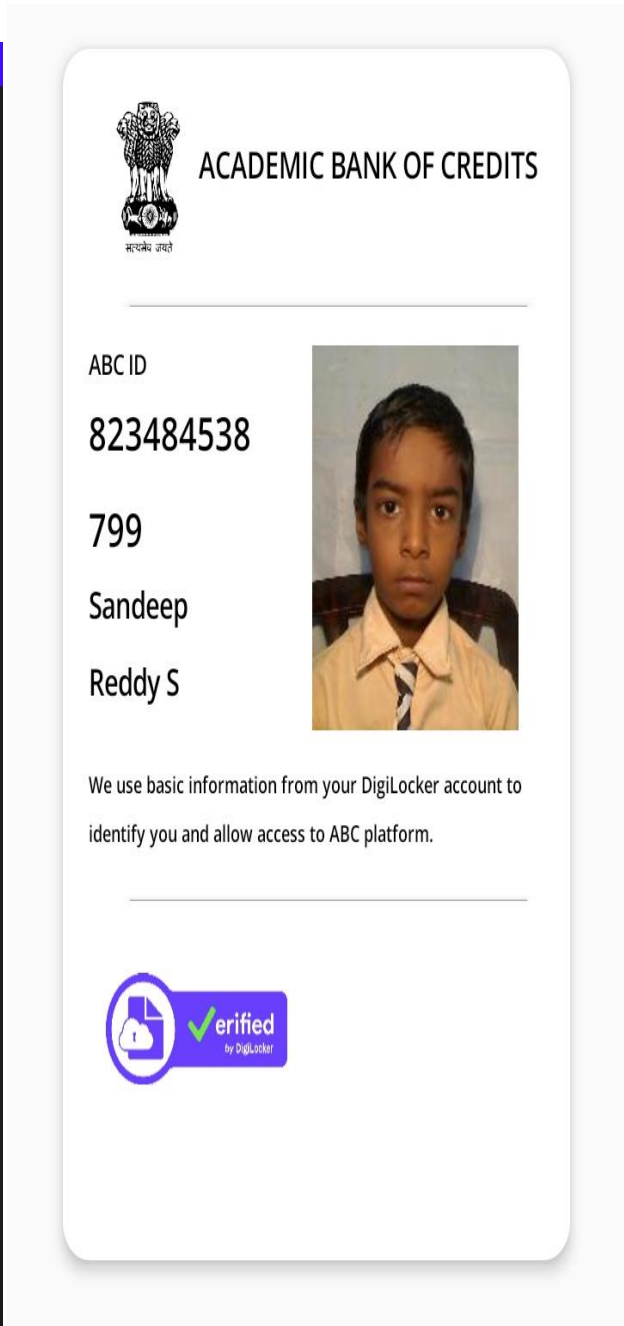 सत्यमेव जयते
ACADEMIC BANK OF CREDITS
ABC ID
823484538
799
Sandeep
Reddy S
We use basic information from your DigiLocker account to
identify you and allow access to ABC platform.
erified
by DigiLocker